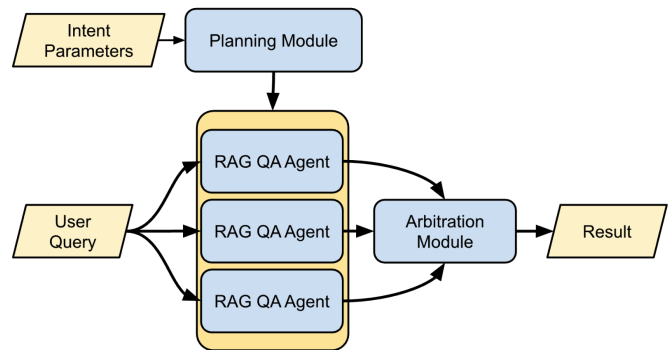 Intent
Parameters
Planning Module
RAG QA Agent
User
Query
RAG QA Agent
Arbitration
Module
Result
RAG QA Agent